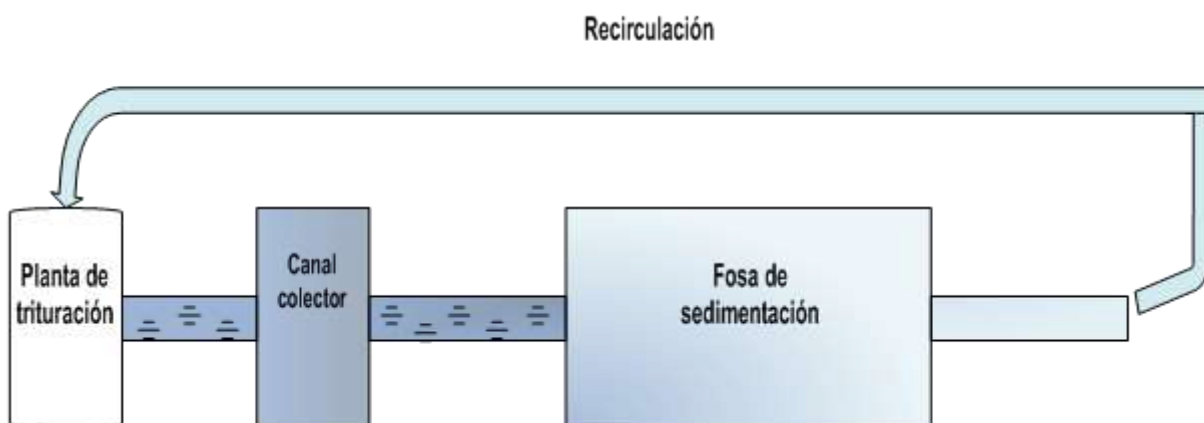 Recirculación
Planta de
trituración
Canal
colector
Fosa de
sedimentación